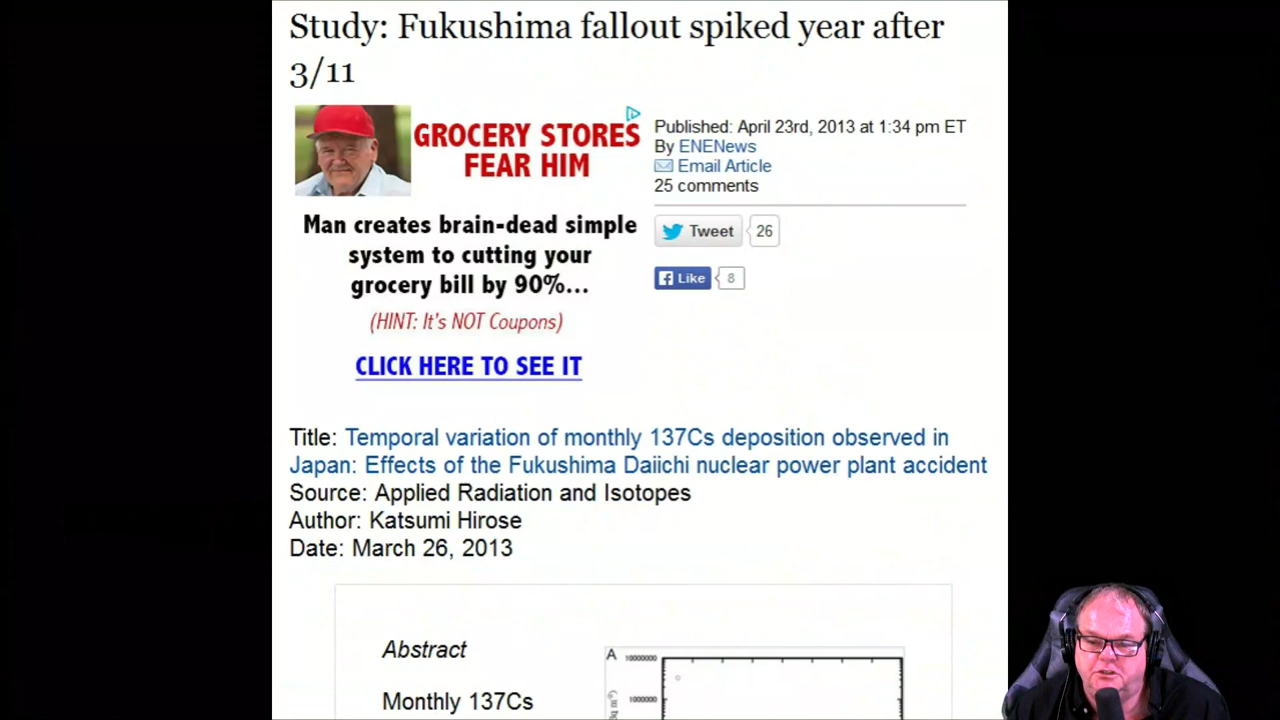 Study: Fukushima fallout spiked year after
3/11
GROCERY STORES
FEAR HIM
Man creates brain-dead simple
system to cutting your
grocery bill by 90%...
(HINT: It's NOT Coupons)
CLICK HERE TO SEE IT
Published: April 23rd, 2013 at 1:34 pm ET
By ENENews
Email Article
25 comments
Tweet 26
Like 8
Title: Temporal variation of monthly 137Cs deposition observed in
Japan: Effects of the Fukushima Daiichi nuclear power plant accident
Source: Applied Radiation and Isotopes
Author: Katsumi Hirose
Date: March 26, 2013
Abstract
Monthly 137Cs
A
10000000
1000000